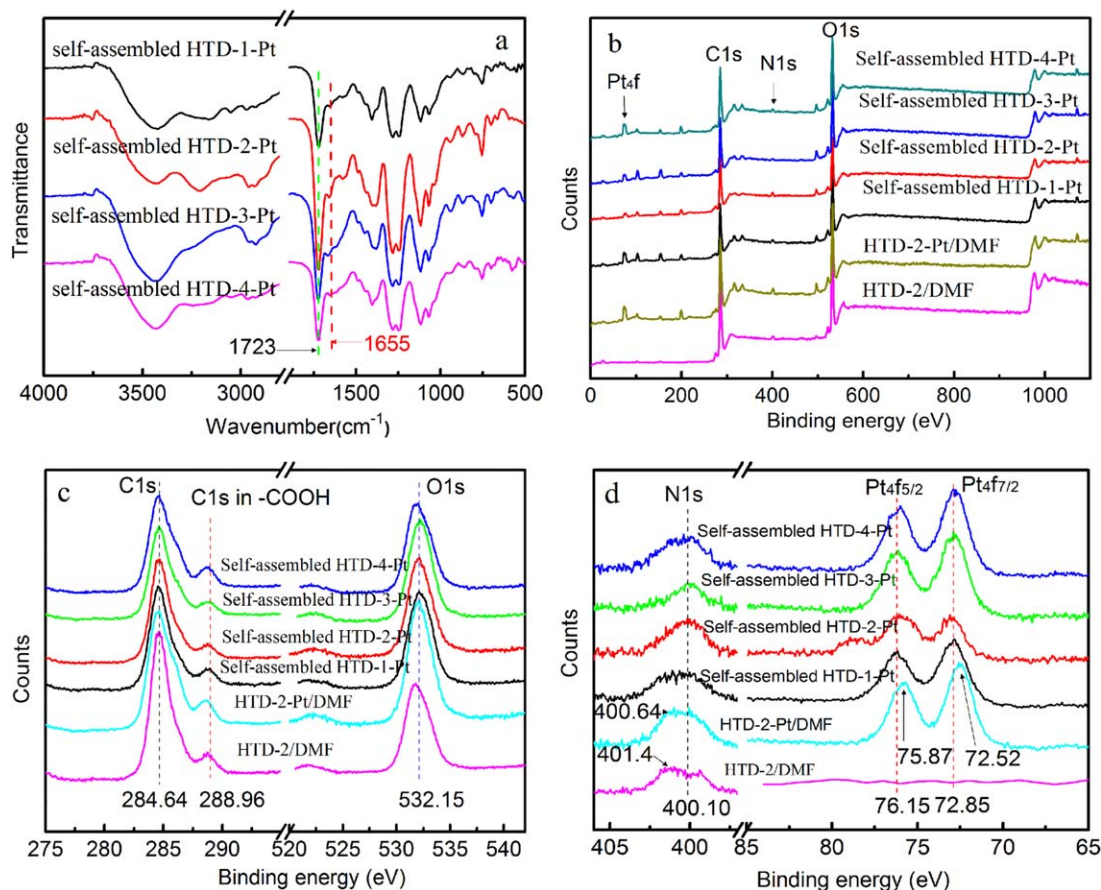 a
self-assembled HTD-1-Pt
self-assembled HTD-2-Pt
self-assembled HTD-3-Pt
self-assembled HTD-4-Pt
1723
1655
Transmittance
4000 3500 3000 1500 1000 500
Wavenumber(cm⁻¹)
b
O1s
C1s
N1s
Pt4f
Self-assembled HTD-4-Pt
Self-assembled HTD-3-Pt
Self-assembled HTD-2-Pt
Self-assembled HTD-1-Pt
HTD-2-Pt/DMF
HTD-2/DMF
Counts
0 200 400 600 800 1000
Binding energy (eV)
c
C1s
C1s in -COOH
O1s
Self-assembled HTD-4-Pt
Self-assembled HTD-3-Pt
Self-assembled HTD-2-Pt
Self-assembled HTD-1-Pt
HTD-2-Pt/DMF
HTD-2/DMF
284.64 288.96 532.15
Counts
275 280 285 290 520 525 530 535 540
Binding energy (eV)
d
N1s
Pt4f5/2
Pt4f7/2
Self-assembled HTD-4-Pt
Self-assembled HTD-3-Pt
Self-assembled HTD-2-Pt
Self-assembled HTD-1-Pt
400.64 HTD-2-Pt/DMF
75.87 72.52
401.4 HTD-2/DMF
400.10 76.15 72.85
Counts
405 400 85 80 75 70 65
Binding energy (eV)